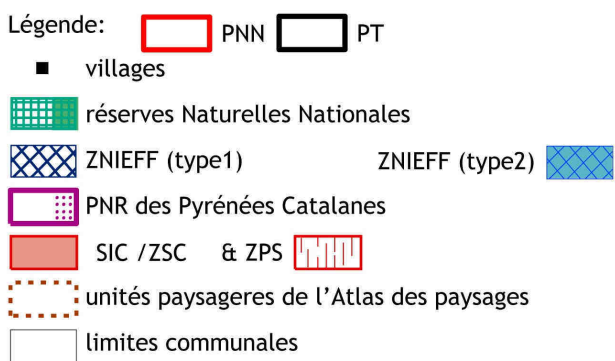 Légende: PNN PT
villages
réserves Naturelles Nationales
ZNIEFF (type1) ZNIEFF (type2)
PNR des Pyrénées Catalanes
SIC /ZSC & ZPS
unités paysageres de l'Atlas des paysages
limites communales